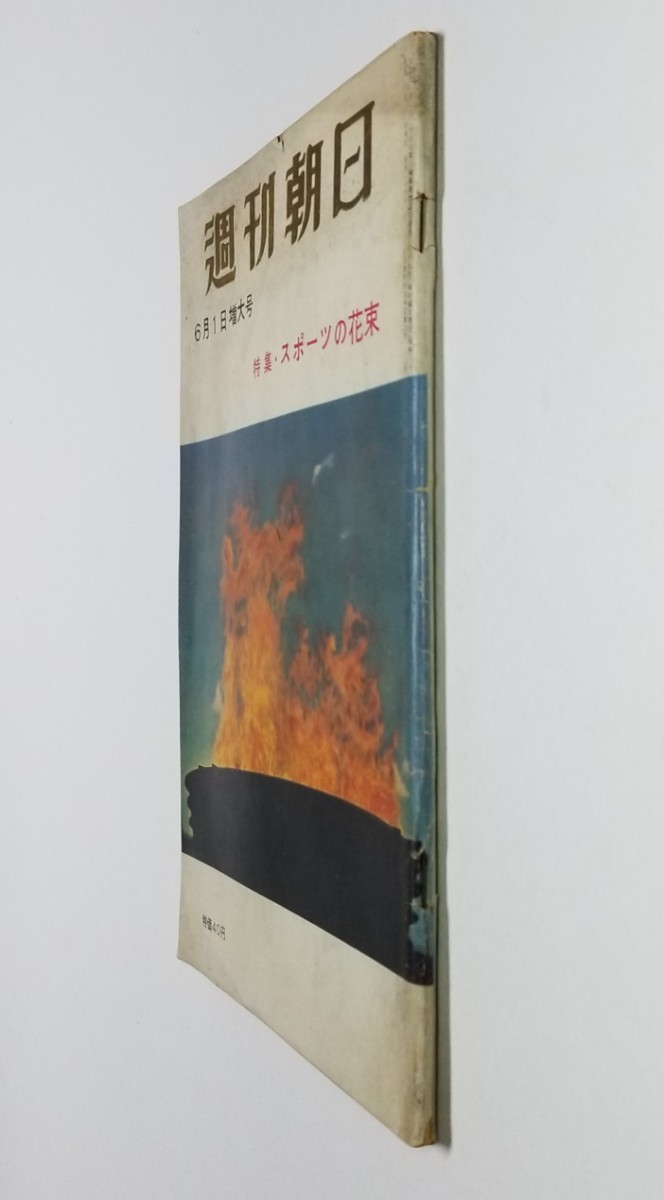 週刊朝日
6月1日増大号
特集・スポーツの花束
特価40円